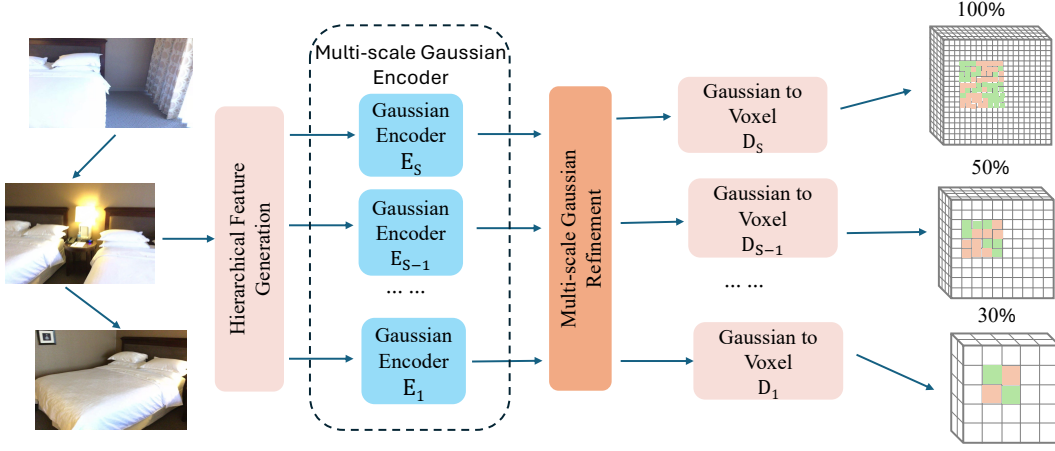 100%
Multi-scale Gaussian
Encoder
Gaussian
Encoder
E_S
Gaussian to
Voxel
D_S
50%
Hierarchical Feature
Generation
Gaussian
Encoder
E_{S−1}
... ...
Multi-scale Gaussian
Refinement
Gaussian to
Voxel
D_{S−1}
... ...
30%
Gaussian
Encoder
E_1
Gaussian to
Voxel
D_1